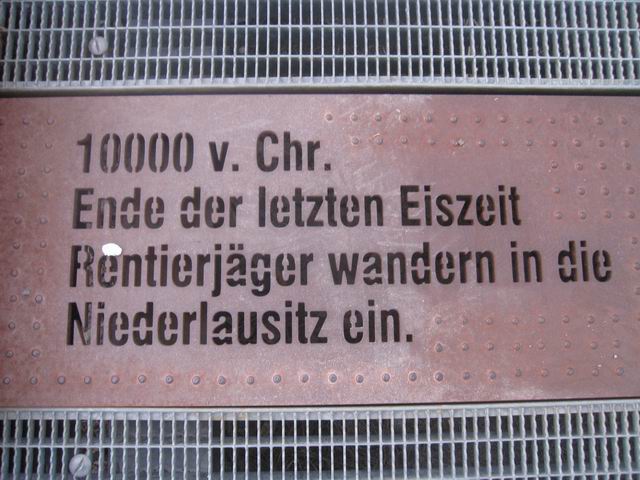 10000 v. Chr.
Ende der letzten Eiszeit
Rentierjäger wandern in die
Niederlausitz ein.